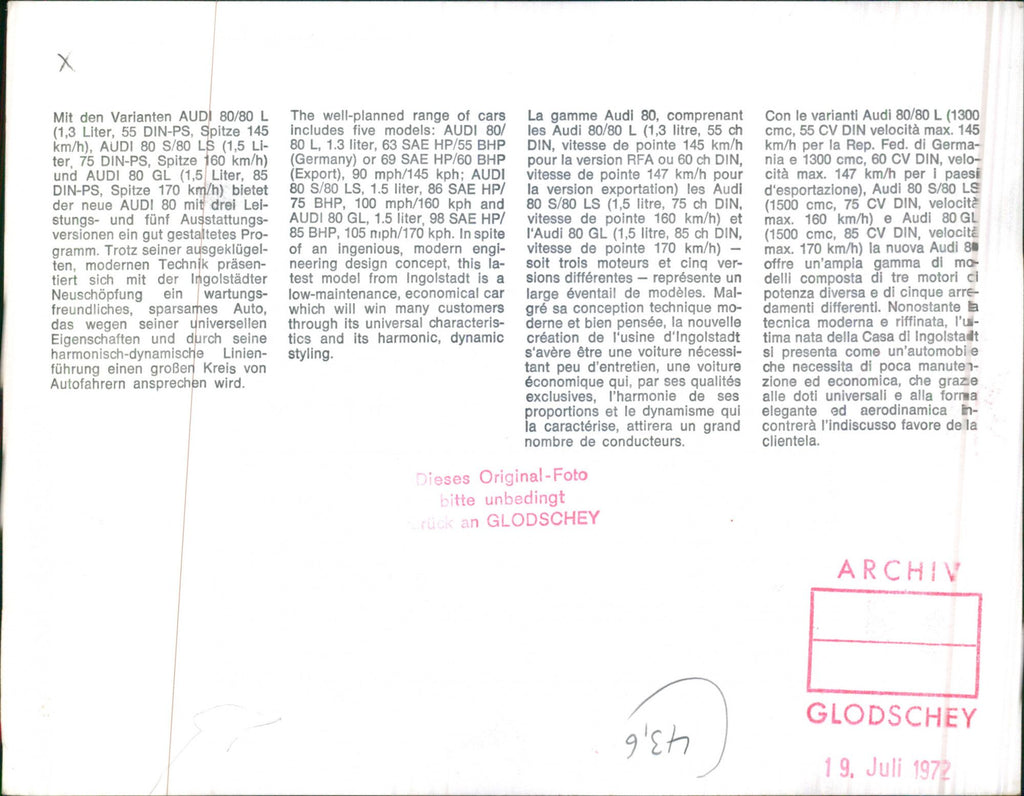 X
Mit den Varianten AUDI 80/80 L
(1,3 Liter, 55 DIN-PS, Spitze 145
km/h), AUDI 80 S/80 LS (1,5 Li-
ter, 75 DIN-PS, Spitze 160 km/h)
und AUDI 80 GL (1,5 Liter, 85
DIN-PS, Spitze 170 km/h) bietet
der neue AUDI 80 mit drei Lei-
stungs- und fünf Ausstattungs-
versionen ein gut gestaltetes Pro-
gramm. Trotz seiner ausgeklügel-
ten, modernen Technik präsen-
tiert sich mit der Ingolstädter
Neuschöpfung ein wartungs-
freundliches, sparsames Auto,
das wegen seiner universellen
Eigenschaften und durch seine
harmonisch-dynamische Linien-
führung einen großen Kreis von
Autofahrern ansprechen wird.
The well-planned range of cars
includes five models: AUDI 80/
80 L, 1.3 liter, 63 SAE HP/55 BHP
(Germany) or 69 SAE HP/60 BHP
(Export), 90 mph/145 kph; AUDI
80 S/80 LS, 1.5 liter, 86 SAE HP/
75 BHP, 100 mph/160 kph and
AUDI 80 GL, 1.5 liter, 98 SAE HP/
85 BHP, 105 mph/170 kph. In spite
of an ingenious, modern engi-
neering design concept, this la-
test model from Ingolstadt is a
low-maintenance, economical car
which will win many customers
through its universal characteris-
tics and its harmonic, dynamic
styling.
La gamme Audi 80, comprenant
les Audi 80/80 L (1,3 litre, 55 ch
DIN, vitesse de pointe 145 km/h
pour la version RFA ou 60 ch DIN,
vitesse de pointe 147 km/h pour
la version exportation) les Audi
80 S/80 LS (1,5 litre, 75 ch DIN,
vitesse de pointe 160 km/h) et
l'Audi 80 GL (1,5 litre, 85 ch DIN,
vitesse de pointe 170 km/h) —
soit trois moteurs et cinq ver-
sions différentes — représente un
large éventail de modèles. Mal-
gré sa conception technique mo-
derne et bien pensée, la nouvelle
création de l'usine d'Ingolstadt
s'avère être une voiture nécessi-
tant peu d'entretien, une voiture
économique qui, par ses qualités
exclusives, l'harmonie de ses
proportions et le dynamisme qui
la caractérise, attirera un grand
nombre de conducteurs.
Con le varianti Audi 80/80 L (1300
cmc, 55 CV DIN velocità max. 145
km/h per la Rep. Fed. di Germa-
nia e 1300 cmc, 60 CV DIN, velo-
cità max. 147 km/h per i paesi
d'esportazione), Audi 80 S/80 LS
(1500 cmc, 75 CV DIN, velocità
max. 160 km/h) e Audi 80 GL
(1500 cmc, 85 CV DIN, velocità
max. 170 km/h) la nuova Audi 80
offre un'ampia gamma di mo-
delli composta di tre motori di
potenza diversa e di cinque arre-
damenti differenti. Nonostante la
tecnica moderna e riffinata, l'ul-
tima nata della Casa di Ingolstadt
si presenta come un'automobile
che necessita di poca manuten-
zione ed economica, che grazie
alle doti universali e alla forma
elegante ed aerodinamica in-
contrerà l'indiscusso favore della
clientela.
Dieses Original-Foto
bitte unbedingt
zurück an GLODSCHEY
ARCHIV
GLODSCHEY
19. Juli 1972
43,6